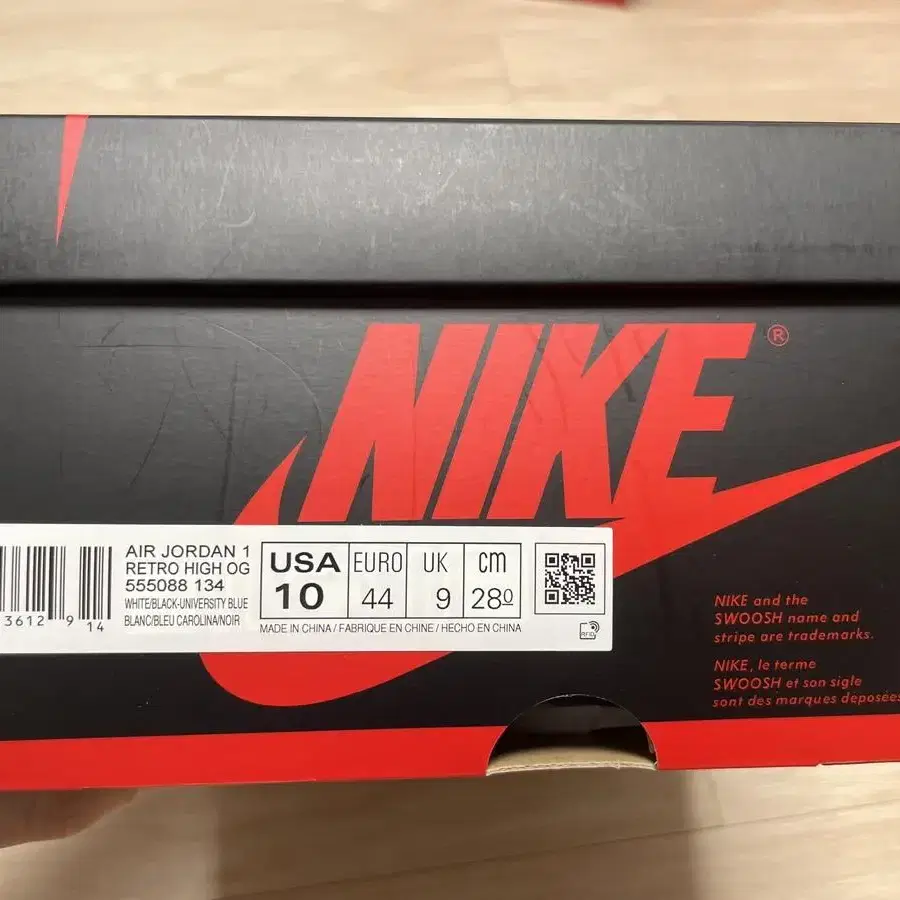 NIKE®
3612 9 14
AIR JORDAN 1
RETRO HIGH OG
555088 134
WHITE/BLACK-UNIVERSITY BLUE
BLANC/BLEU CAROLINA/NOIR
USA EURO UK CM
10 44 9 280
MADE IN CHINA / FABRIQUE EN CHINE / HECHO EN CHINA
RFID
NIKE and the
SWOOSH name and
stripe are trademarks.
NIKE, le terme
SWOOSH et son sigle
sont des marques deposées